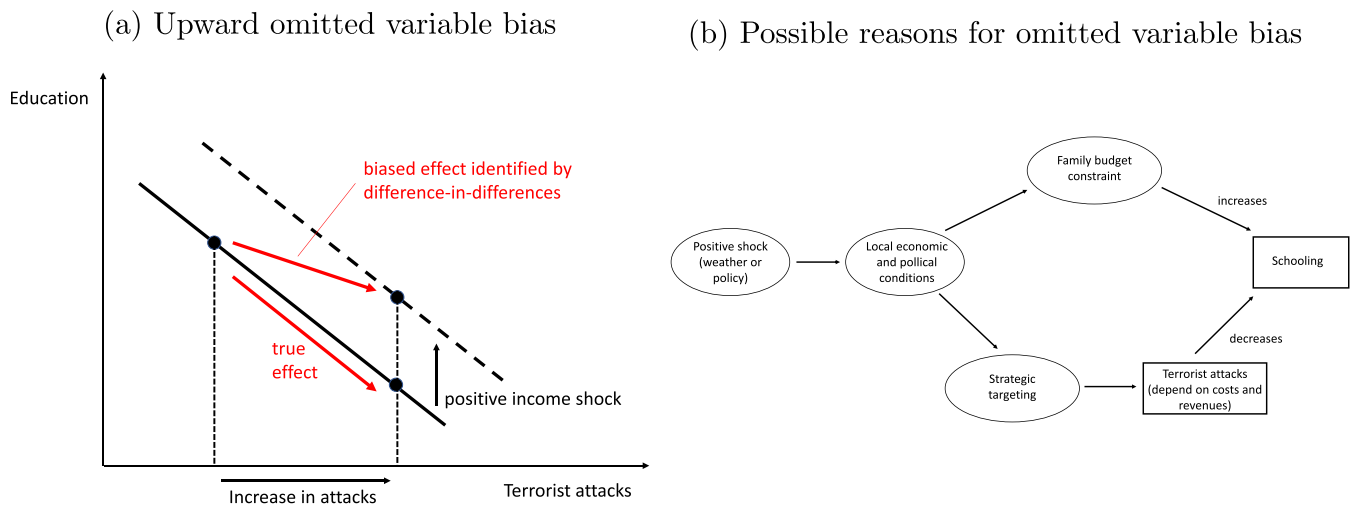 (a) Upward omitted variable bias
Education
biased effect identified by
difference-in-differences
true
effect
positive income shock
Increase in attacks
Terrorist attacks
(b) Possible reasons for omitted variable bias
Family budget
constraint
increases
Positive shock
(weather or
policy)
Local economic
and pollical
conditions
Schooling
decreases
Strategic
targeting
Terrorist attacks
(depend on costs and
revenues)